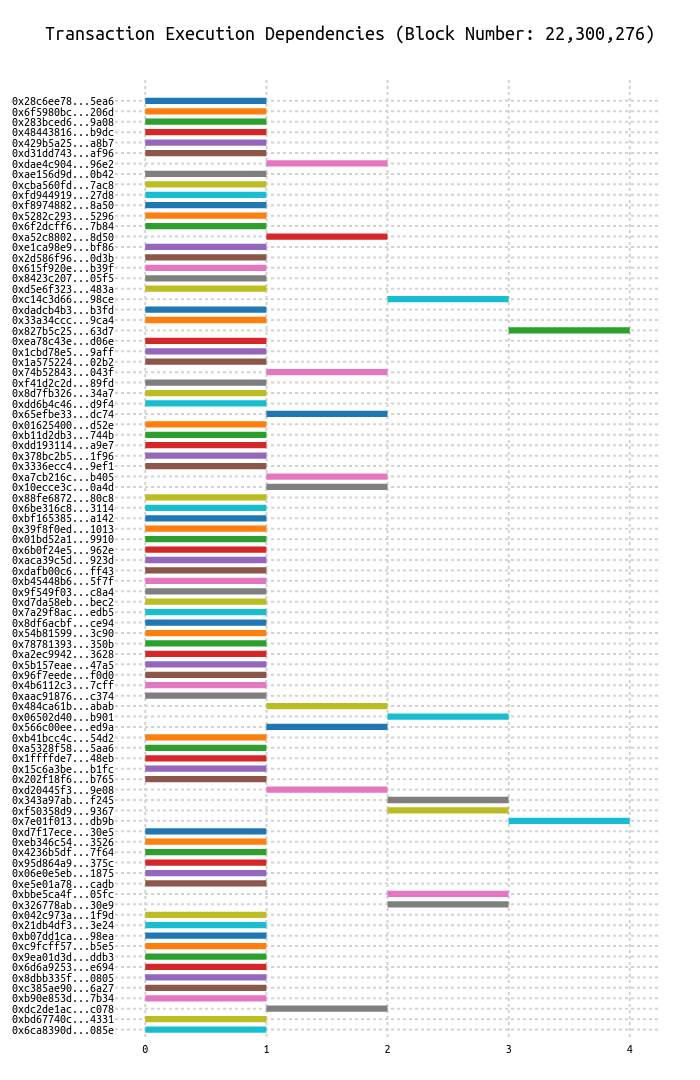 Transaction Execution Dependencies (Block Number: 22,300,276)
0x28c6ee78...5ea6
0x6f5980bc...206d
0x283bced6...9a08
0x48443816...b9dc
0x429b5a25...a8b7
0xd31dd743...af96
0xdae4c904...96e2
0xae156d9d...0b42
0xcba560fd...7ac8
0xfd944919...27d8
0xf8974882...8a50
0x5282c293...5296
0x6f2dcff6...7b84
0xa52c8802...8d50
0xe1ca98e9...bf86
0x2d586f96...0d3b
0x615f920e...b39f
0x8423c207...05f5
0xd5e6f323...483a
0xc14c3d66...98ce
0xdadcb4b3...b3fd
0x33a34ccc...9ca4
0x827b5c25...63d7
0xea78c43e...d06e
0x1cbd78e5...9aff
0x1a575224...02b2
0x74b52843...043f
0xf41d2c2d...89fd
0x8d7fb326...34a7
0xdd6b4c46...d9f4
0x65efbe33...dc74
0x01625400...d52e
0xb11d2db3...744b
0xdd193114...a9e7
0x378bc2b5...1f96
0x3336ecc4...9ef1
0xa7cb216c...b405
0x10ecce3c...0a4d
0x88fe6872...80c8
0x6be316c8...3114
0xbf165385...a142
0x39f8f0ed...1013
0x01bd52a1...9910
0x6b0f24e5...962e
0xaca39c5d...923d
0xdafb00c6...ff43
0xb45448b6...5f7f
0x9f549f03...c8a4
0xd7da58eb...bec2
0x7a29f8ac...edb5
0x8df6acbf...ce94
0x54b81599...3c90
0x78781393...350b
0xa2ec9942...3628
0x5b157eae...47a5
0x96f7eede...f0d0
0x4b6112c3...7cff
0xaac91876...c374
0x484ca61b...abab
0x06502d40...b901
0x566c00ee...ed9a
0xb41bcc4c...54d2
0xa5328f58...5aa6
0x1ffffde7...48eb
0x15c6a3be...b1fc
0x202f18f6...b765
0xd20445f3...9e08
0x343a97ab...f245
0xf50358d9...9367
0x7e01f013...db9b
0xd7f17ece...30e5
0xeb346c54...3526
0x4236b5df...7f64
0x95d864a9...375c
0x06e0e5eb...1875
0xe5e01a78...cadb
0xbbe5ca4f...05fc
0x326778ab...30e9
0x042c973a...1f9d
0x21db4df3...3e24
0xb07dd1ca...98ea
0xc9fcff57...b5e5
0x9ea01d3d...ddb3
0x6d6a9253...e694
0x8dbb335f...0805
0xc385ae90...6a27
0xb90e853d...7b34
0xdc2de1ac...c078
0xbd67740c...4331
0x6ca8390d...085e
0 1 2 3 4